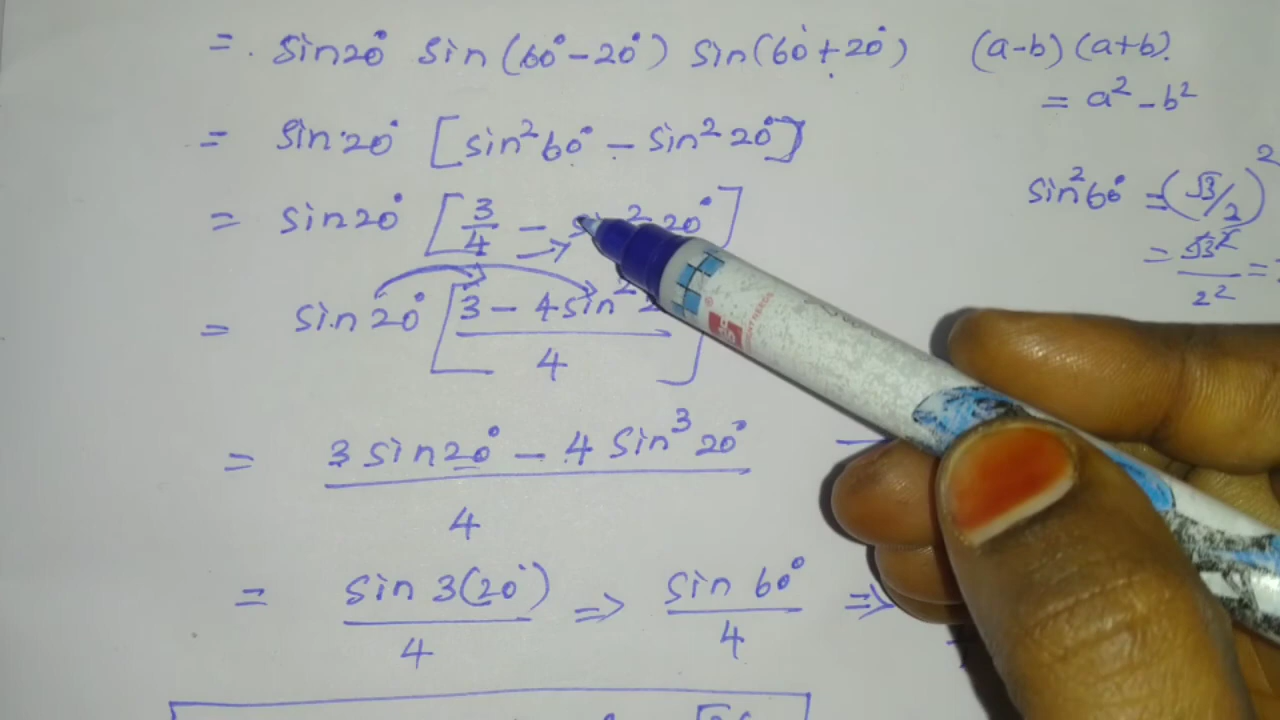 = sin20° sin(60°-20°) sin(60+20°) (a-b)(a+b)
= a² - b²
= sin20° [sin²60° - sin²20°]
sin²60° = (√3/2)²
= sin20° [3/4 - 20°]
= √3²/2² =
= sin20° [3 - 4sin²/4]
= 3 sin20° - 4 sin³20°/4
= sin 3(20°)/4 => sin 60°/4 =>